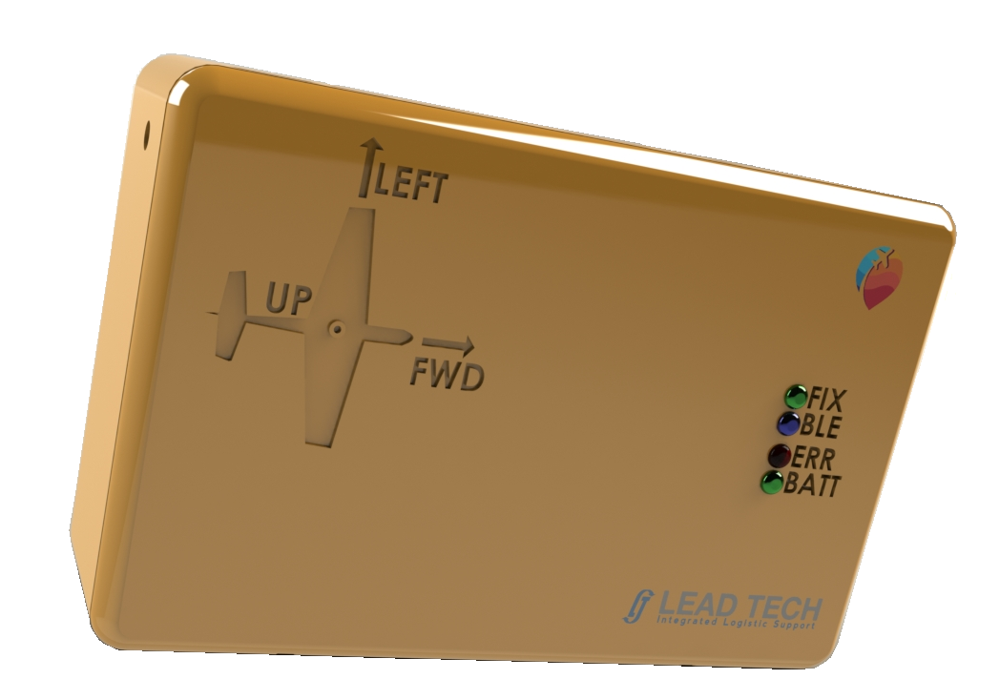 LEFT
UP
FWD
FIX
BLE
ERR
BATT
LEAD TECH
Integrated Logistic Support